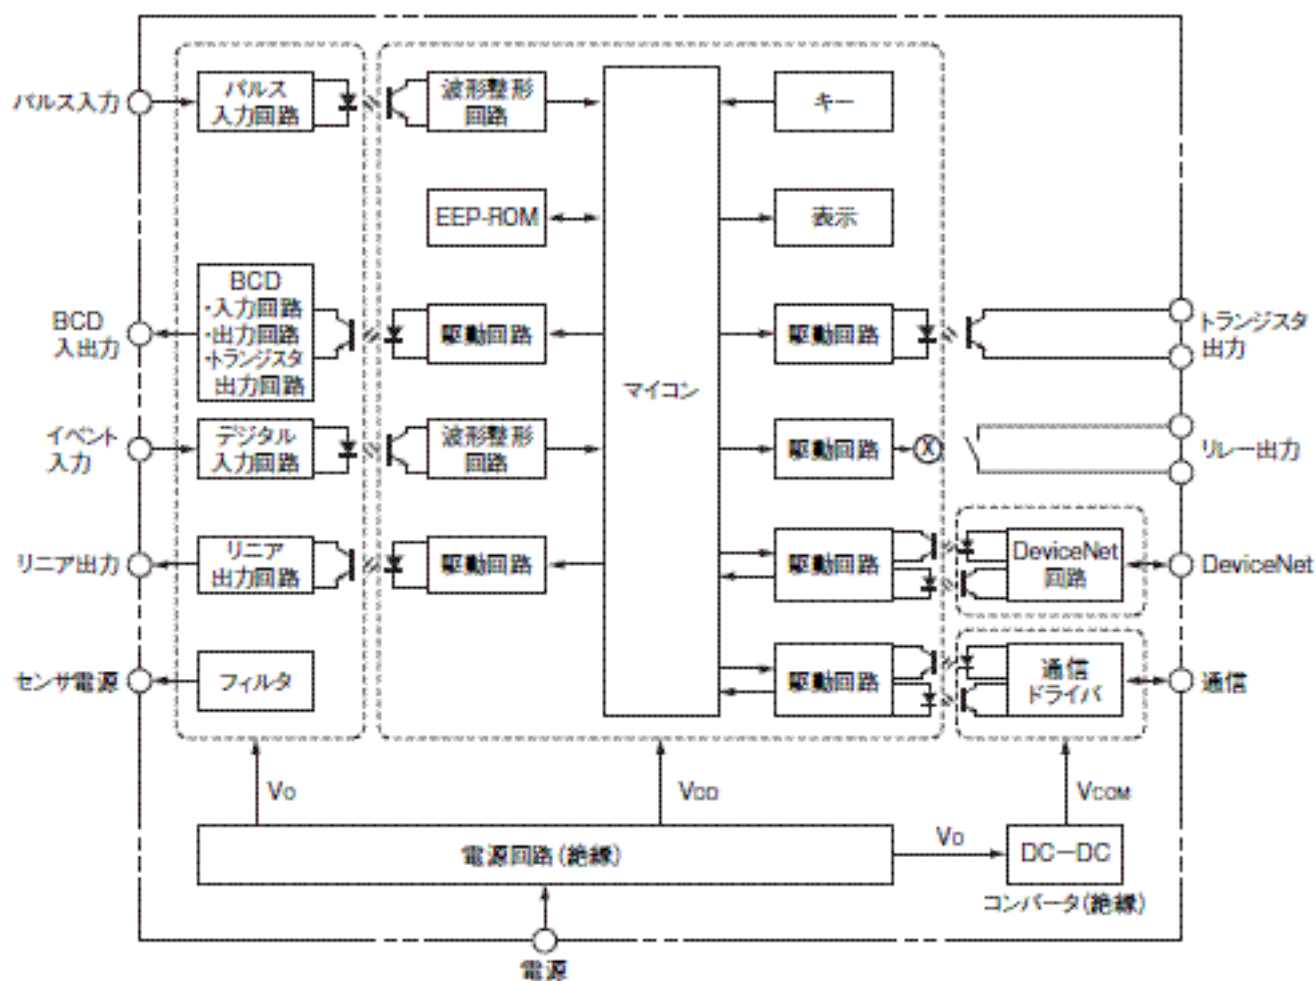 パルス入力
パルス
入力回路
波形整形
回路
キー
EEP-ROM
表示
BCD
入出力
BCD
・入力回路
・出力回路
・トランジスタ
出力回路
駆動回路
マイコン
駆動回路
トランジスタ
出力
イベント
入力
デジタル
入力回路
波形整形
回路
駆動回路
X
リレー出力
リニア出力
リニア
出力回路
駆動回路
駆動回路
DeviceNet
回路
DeviceNet
センサ電源
フィルタ
駆動回路
通信
ドライバ
通信
VO
VDD
VCOM
電源回路(絶縁)
VO
DC－DC
コンバータ(絶縁)
電源